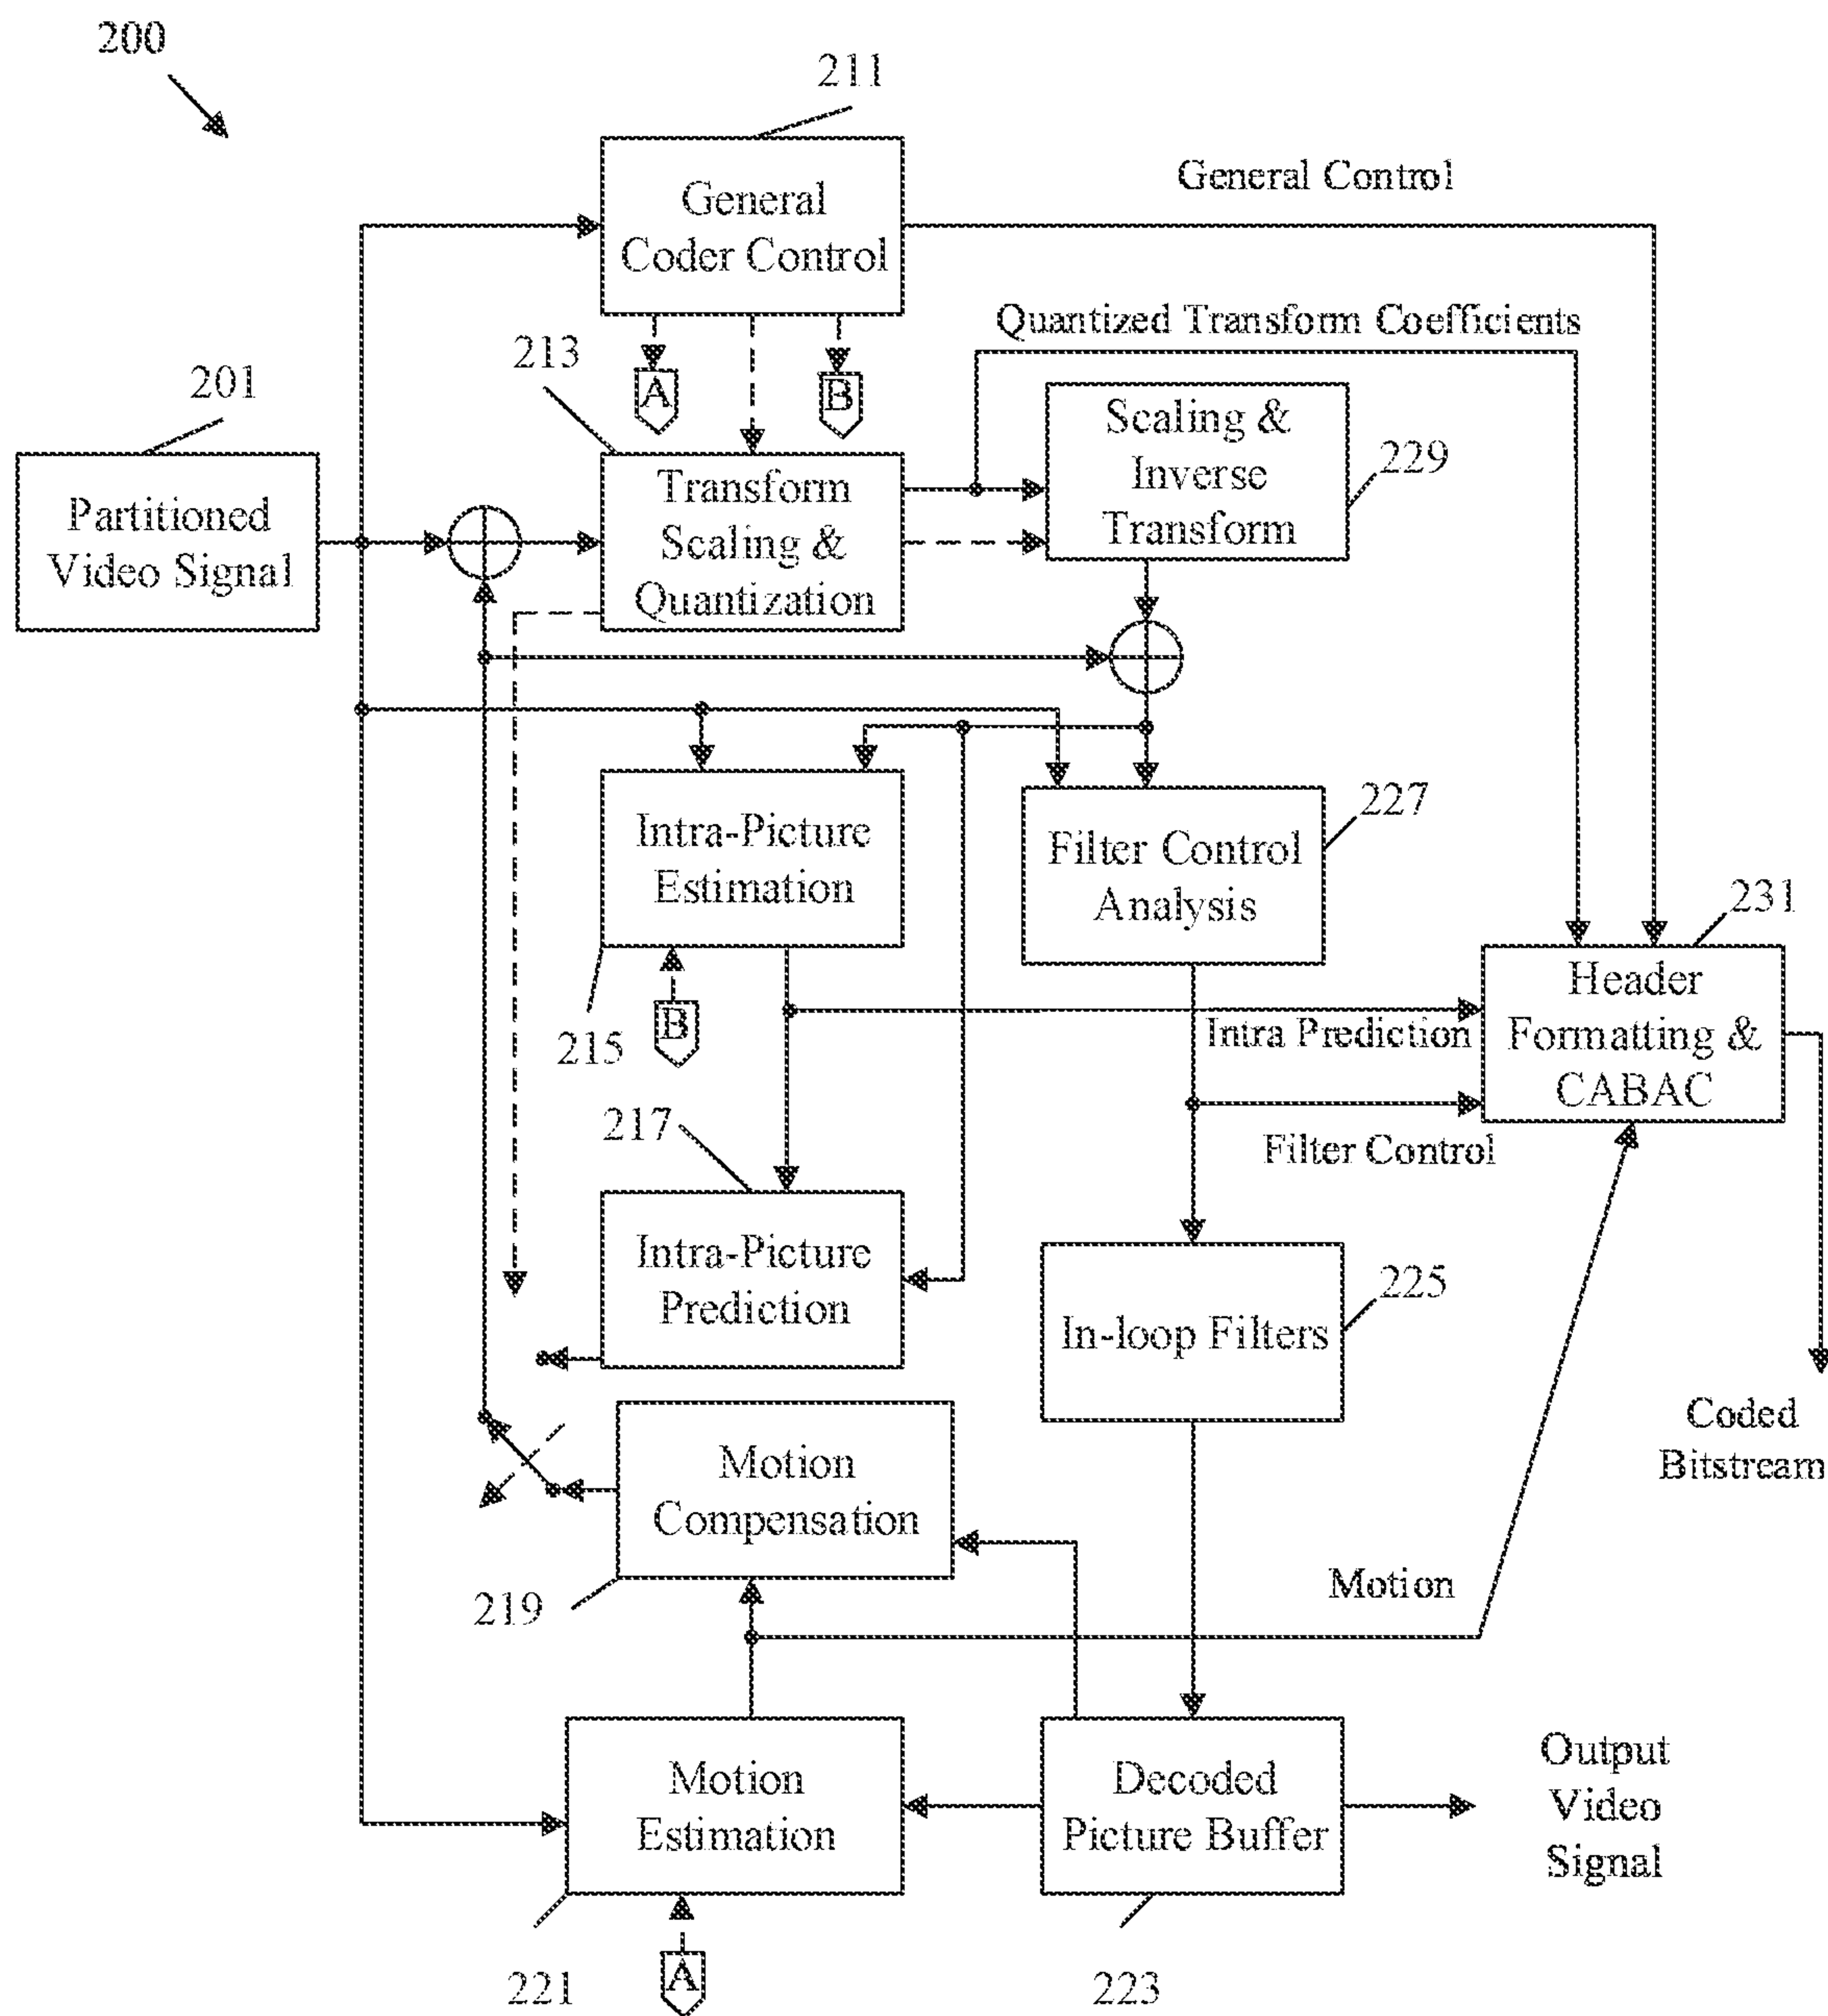 200
211
General
Coder Control
General Control
Quantized Transform Coefficients
213
A
B
201
Partitioned
Video Signal
Transform
Scaling &
Quantization
Scaling &
Inverse
Transform
229
Intra-Picture
Estimation
215
B
227
Filter Control
Analysis
231
Header
Formatting &
CABAC
Intra Prediction
Filter Control
217
Intra-Picture
Prediction
225
In-loop Filters
Coded
Bitstream
Motion
Compensation
219
Motion
Motion
Estimation
221
A
Decoded
Picture Buffer
223
Output
Video
Signal